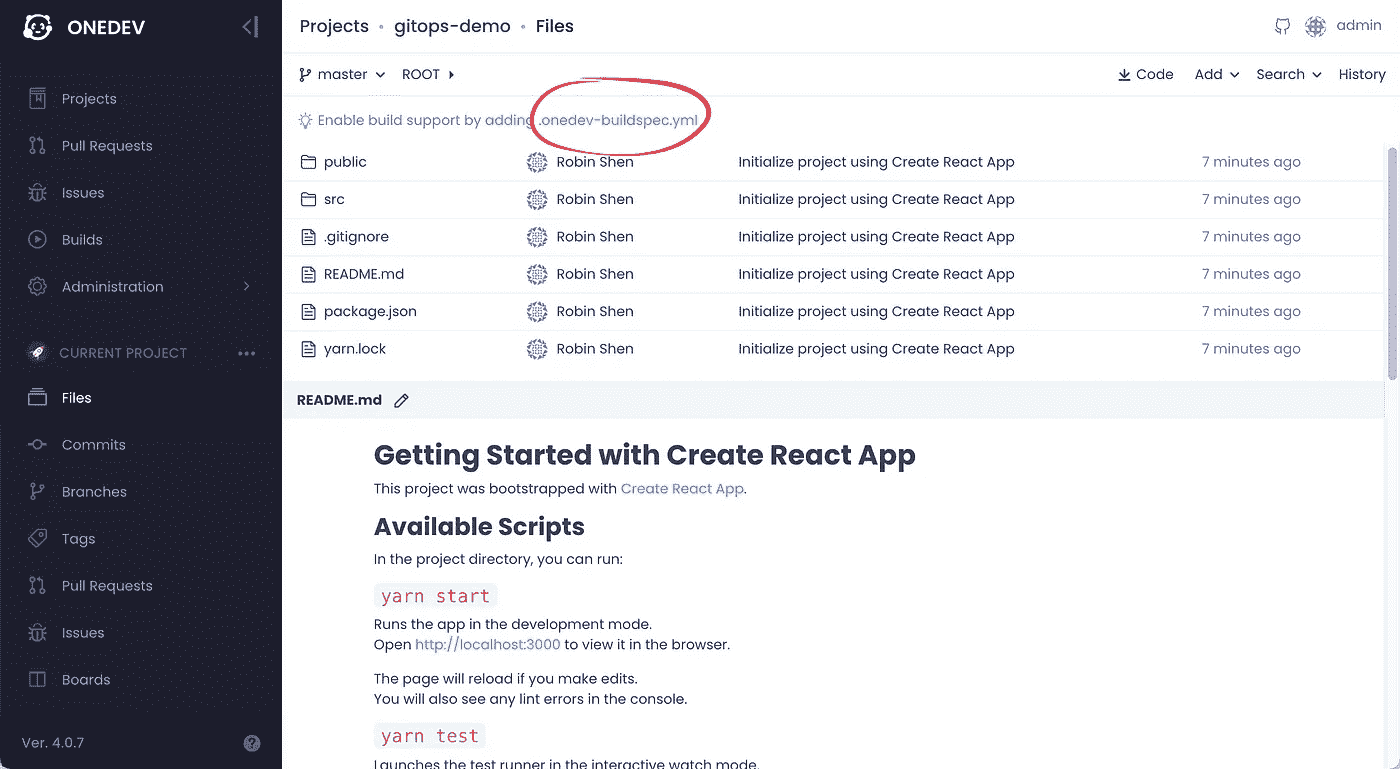 ONEDEV
Projects
Pull Requests
Issues
Builds
Administration
CURRENT PROJECT
Files
Commits
Branches
Tags
Pull Requests
Issues
Boards
Ver. 4.0.7
Projects • gitops-demo • Files
admin
master ROOT Code Add Search History
Enable build support by adding .onedev-buildspec.yml
public Robin Shen Initialize project using Create React App 7 minutes ago
src Robin Shen Initialize project using Create React App 7 minutes ago
.gitignore Robin Shen Initialize project using Create React App 7 minutes ago
README.md Robin Shen Initialize project using Create React App 7 minutes ago
package.json Robin Shen Initialize project using Create React App 7 minutes ago
yarn.lock Robin Shen Initialize project using Create React App 7 minutes ago
README.md
Getting Started with Create React App
This project was bootstrapped with Create React App.
Available Scripts
In the project directory, you can run:
yarn start
Runs the app in the development mode.
Open http://localhost:3000 to view it in the browser.
The page will reload if you make edits.
You will also see any lint errors in the console.
yarn test
Launches the test runner in the interactive watch mode.